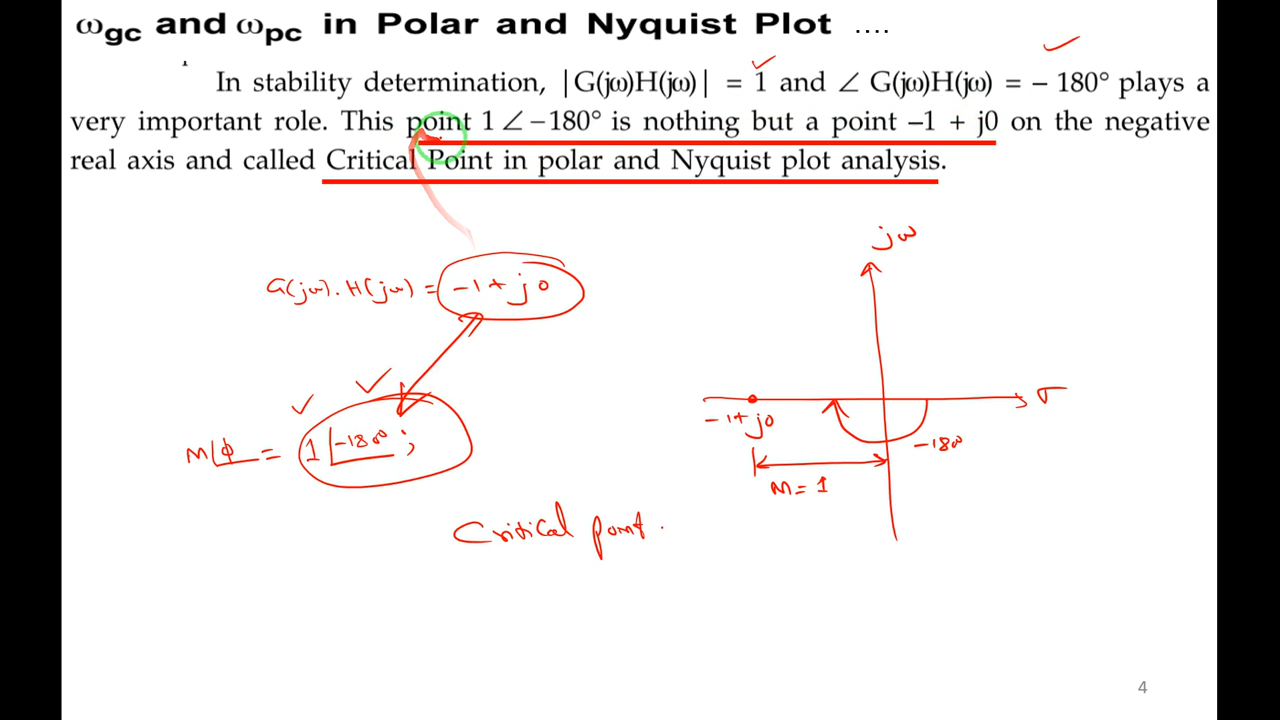 ωgc and ωpc in Polar and Nyquist Plot ....
In stability determination, |G(jω)H(jω)| = 1 and ∠ G(jω)H(jω) = – 180° plays a
very important role. This point 1 ∠ –180° is nothing but a point –1 + j0 on the negative
real axis and called Critical Point in polar and Nyquist plot analysis.
jω
G(jω).H(jω) = -1+j0
σ
-1+j0
M∠ϕ = 1∠-180°;
-180
M=1
Critical point.
4